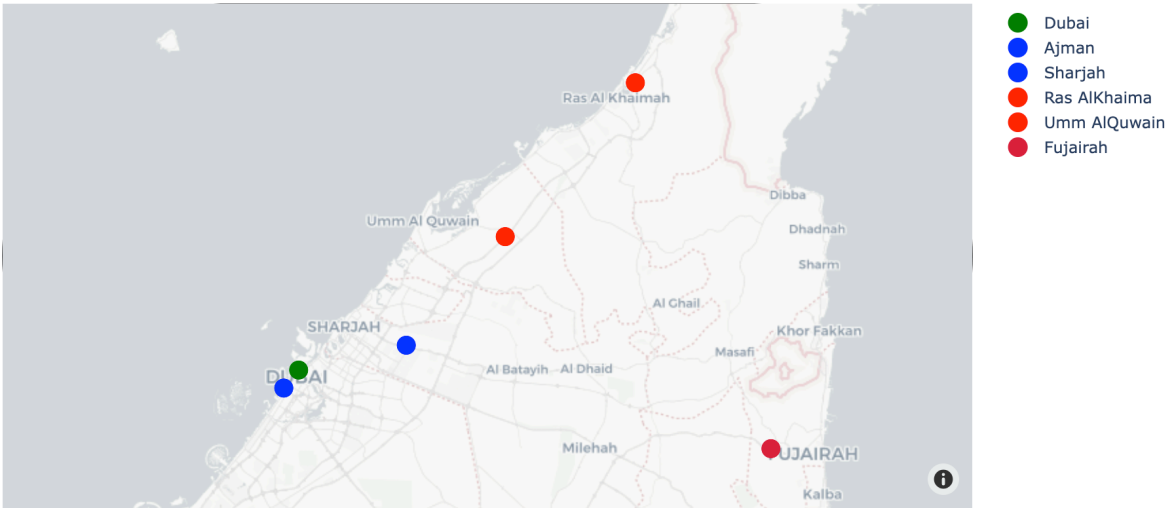 Dubai
Ajman
Sharjah
Ras AlKhaima
Umm AlQuwain
Fujairah
Ras Al Khaimah
Dibba
Umm Al Quwain
Dhadnah
Sharm
Al Ghail
SHARJAH
Khor Fakkan
Masafi
Al Batayih
Al Dhaid
DUBAI
Milehah
FUJAIRAH
Kalba